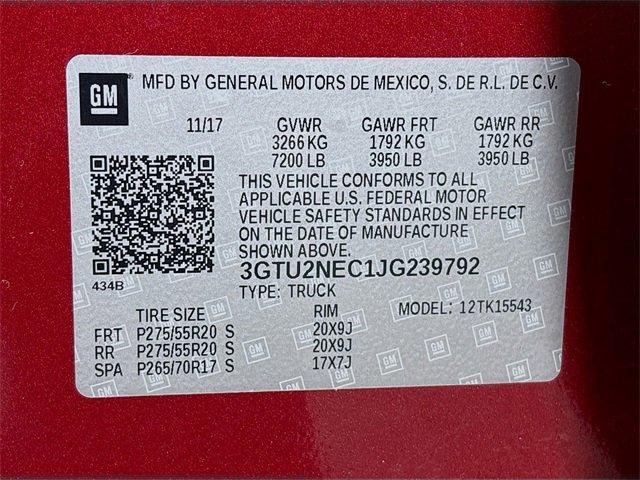 GM MFD BY GENERAL MOTORS DE MEXICO, S. DE R.L. DE C.V.
11/17 GVWR GAWR FRT GAWR RR
3266 KG 1792 KG 1792 KG
7200 LB 3950 LB 3950 LB
THIS VEHICLE CONFORMS TO ALL
APPLICABLE U.S. FEDERAL MOTOR
VEHICLE SAFETY STANDARDS IN EFFECT
ON THE DATE OF MANUFACTURE
SHOWN ABOVE.
434B 3GTU2NEC1JG239792
TYPE: TRUCK MODEL: 12TK15543
TIRE SIZE RIM
FRT P275/55R20 S 20X9J
RR P275/55R20 S 20X9J
SPA P265/70R17 S 17X7J